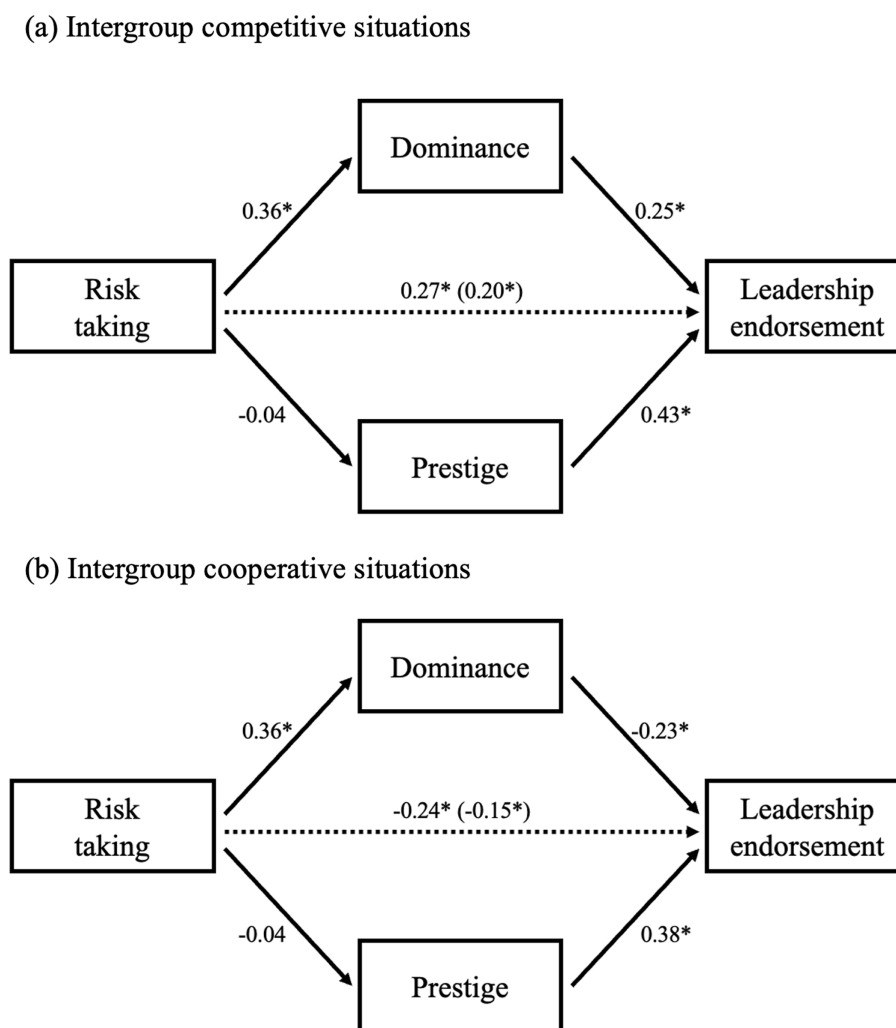 (a) Intergroup competitive situations
Dominance
0.36*
0.25*
Risk
taking
0.27* (0.20*)
Leadership
endorsement
-0.04
0.43*
Prestige
(b) Intergroup cooperative situations
Dominance
0.36*
-0.23*
Risk
taking
-0.24* (-0.15*)
Leadership
endorsement
-0.04
0.38*
Prestige